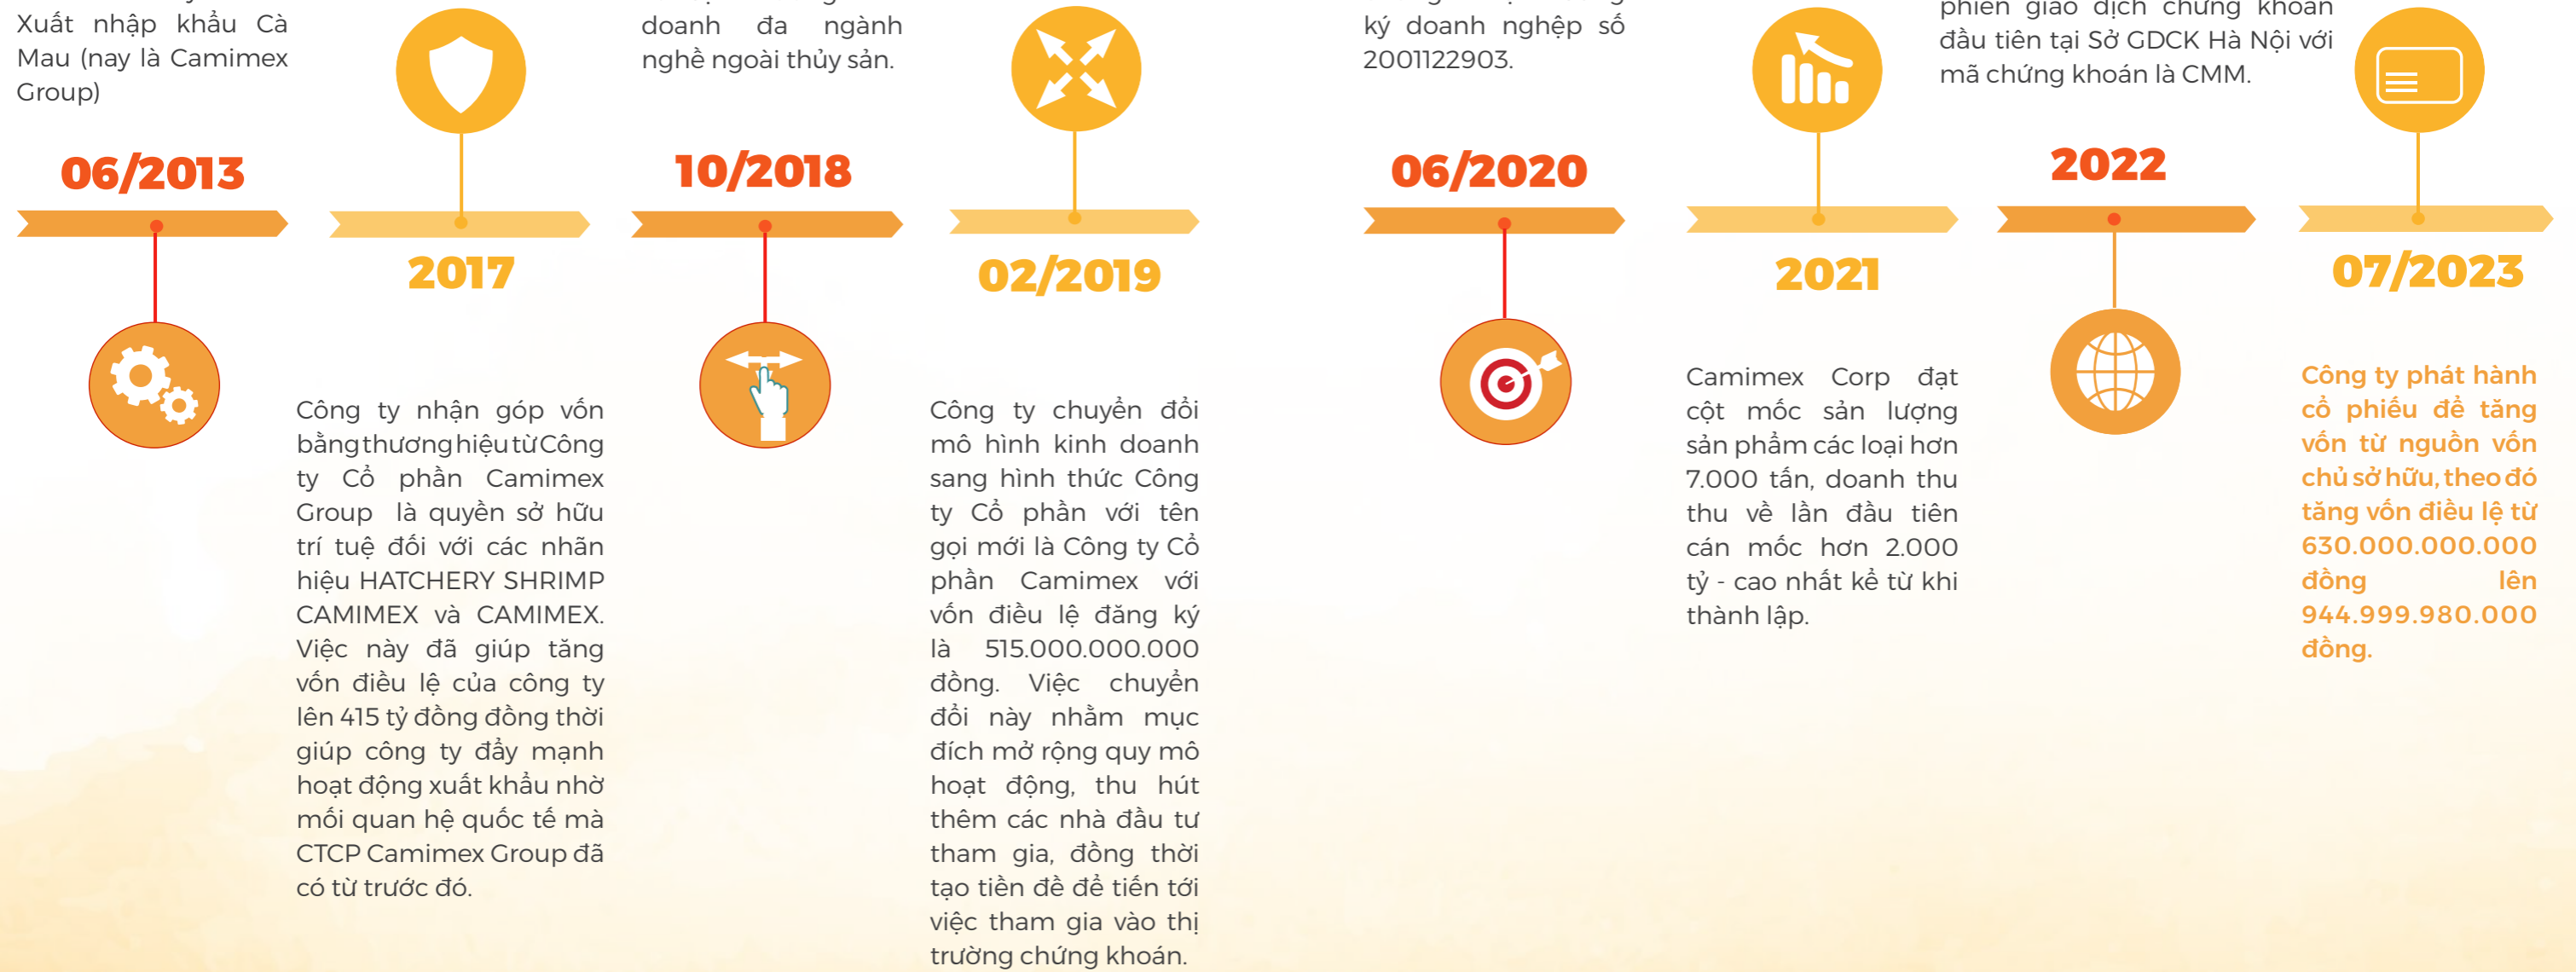 Xuất nhập khẩu Cà
Mau (nay là Camimex
Group)
06/2013
2017
Công ty nhận góp vốn
bằng thương hiệu từ Công
ty Cổ phần Camimex
Group là quyền sở hữu
trí tuệ đối với các nhãn
hiệu HATCHERY SHRIMP
CAMIMEX và CAMIMEX.
Việc này đã giúp tăng
vốn điều lệ của công ty
lên 415 tỷ đồng đồng thời
giúp công ty đẩy mạnh
hoạt động xuất khẩu nhờ
mối quan hệ quốc tế mà
CTCP Camimex Group đã
có từ trước đó.
doanh đa ngành
nghề ngoài thủy sản.
10/2018
02/2019
Công ty chuyển đổi
mô hình kinh doanh
sang hình thức Công
ty Cổ phần với tên
gọi mới là Công ty Cổ
phần Camimex với
vốn điều lệ đăng ký
là 515.000.000.000
đồng. Việc chuyển
đổi này nhằm mục
đích mở rộng quy mô
hoạt động, thu hút
thêm các nhà đầu tư
tham gia, đồng thời
tạo tiền đề để tiến tới
việc tham gia vào thị
trường chứng khoán.
ký doanh nghệp số
2001122903.
06/2020
2021
Camimex Corp đạt
cột mốc sản lượng
sản phẩm các loại hơn
7.000 tấn, doanh thu
thu về lần đầu tiên
cán mốc hơn 2.000
tỷ - cao nhất kể từ khi
thành lập.
phiên giao dịch chứng khoán
đầu tiên tại Sở GDCK Hà Nội với
mã chứng khoán là CMM.
2022
07/2023
Công ty phát hành
cổ phiếu để tăng
vốn từ nguồn vốn
chủ sở hữu, theo đó
tăng vốn điều lệ từ
630.000.000.000
đồng lên
944.999.980.000
đồng.